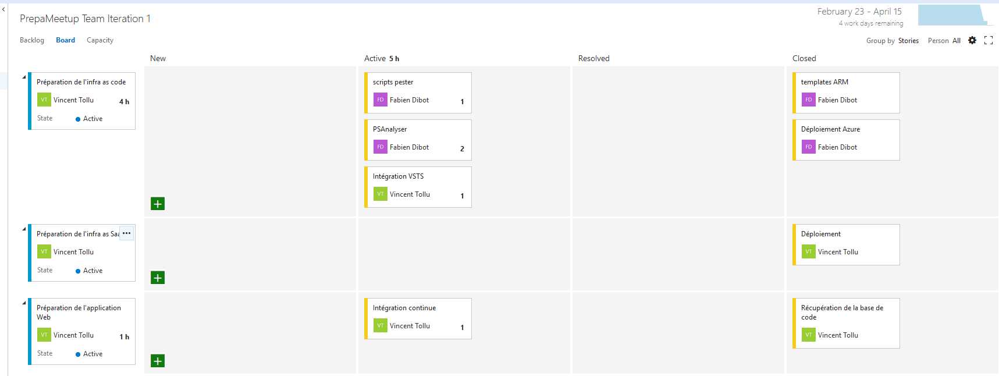 PrepaMeetup Team Iteration 1
February 23 - April 15
4 work days remaining
Backlog Board Capacity
Group by Stories Person All
New Active 5 h Resolved Closed
Préparation de l'infra as code
VT Vincent Tollu 4 h
State Active
scripts pester
FD Fabien Dibot 1
PSAnalyser
FD Fabien Dibot 2
Intégration VSTS
VT Vincent Tollu 1
templates ARM
FD Fabien Dibot
Déploiement Azure
FD Fabien Dibot
Préparation de l'infra as Saa
VT Vincent Tollu
State Active
Déploiement
VT Vincent Tollu
Préparation de l'application
Web
VT Vincent Tollu 1 h
State Active
Intégration continue
VT Vincent Tollu 1
Récupération de la base de
code
VT Vincent Tollu